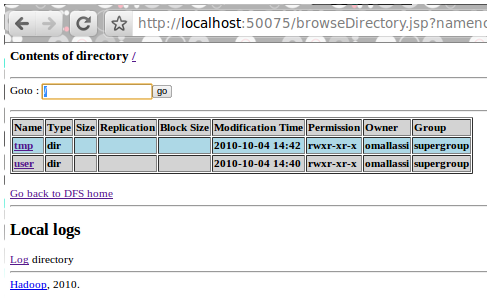 http://localhost:50075/browseDirectory.jsp?nameno
Contents of directory /
Goto : / go
Name Type Size Replication Block Size Modification Time Permission Owner Group
tmp dir 2010-10-04 14:42 rwxr-xr-x omallassi supergroup
user dir 2010-10-04 14:40 rwxr-xr-x omallassi supergroup
Go back to DFS home
Local logs
Log directory
Hadoop, 2010.